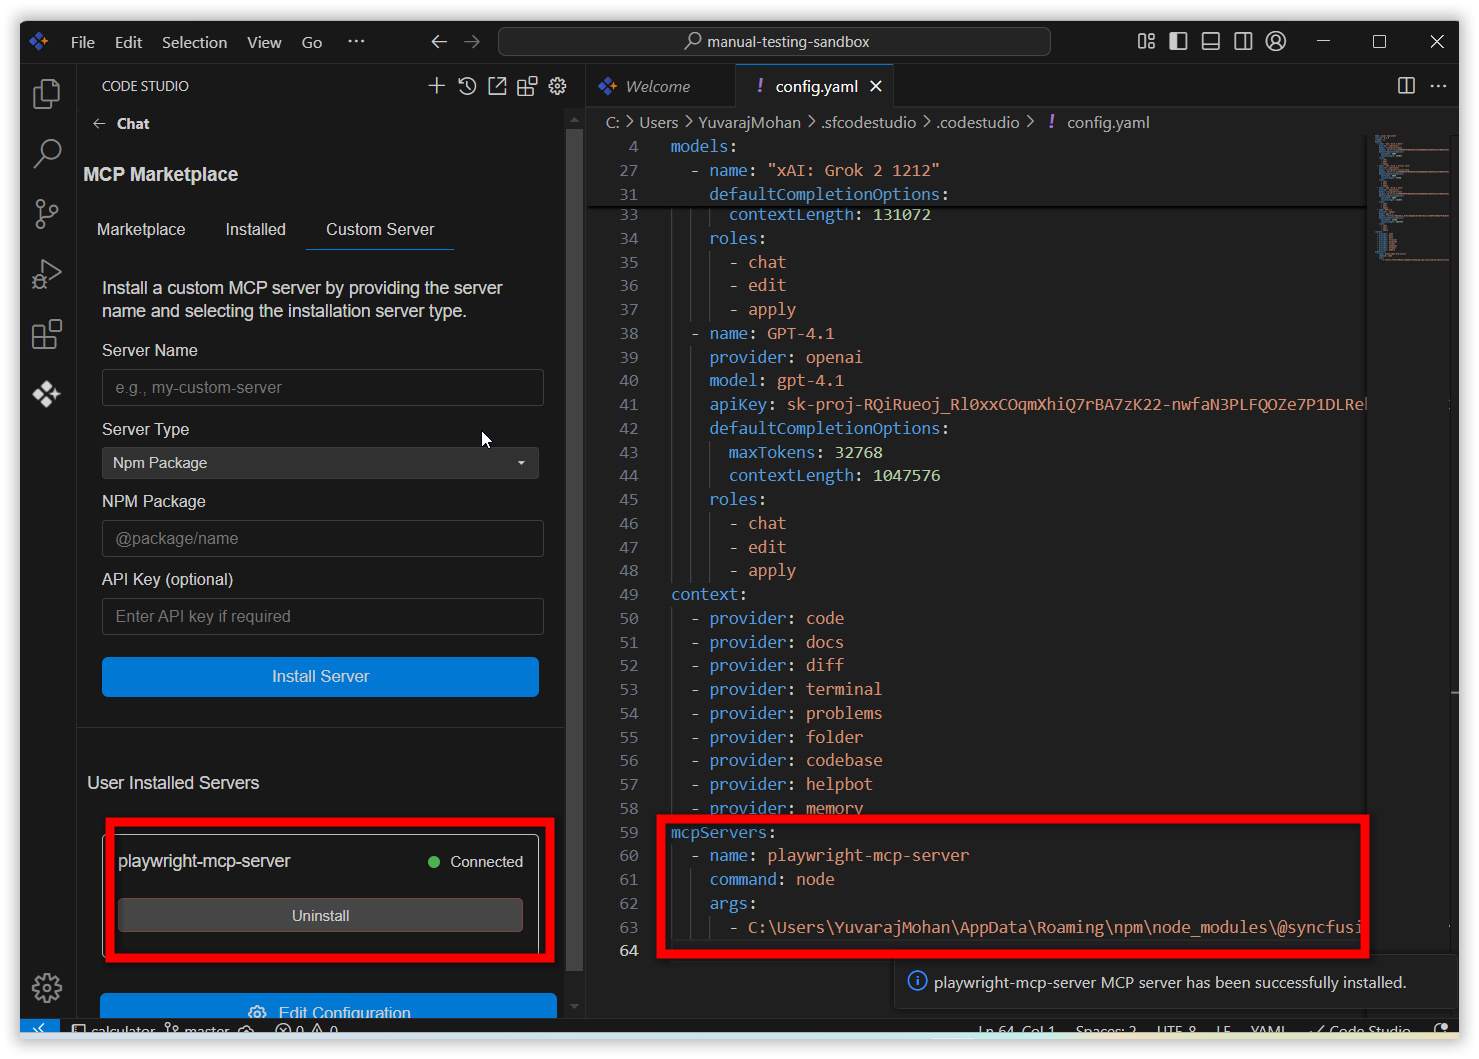 File Edit Selection View Go ···
manual-testing-sandbox
CODE STUDIO
Chat
MCP Marketplace
Marketplace Installed Custom Server
Install a custom MCP server by providing the server
name and selecting the installation server type.
Server Name
e.g., my-custom-server
Server Type
Npm Package
NPM Package
@package/name
API Key (optional)
Enter API key if required
Install Server
User Installed Servers
playwright-mcp-server Connected
Uninstall
Edit Configuration
Welcome ! config.yaml
C: > Users > YuvarajMohan > .sfcodestudio > .codestudio > ! config.yaml
4 models:
27 - name: "xAI: Grok 2 1212"
31 defaultCompletionOptions:
33 contextLength: 131072
34 roles:
35 - chat
36 - edit
37 - apply
38 - name: GPT-4.1
39 provider: openai
40 model: gpt-4.1
41 apiKey: sk-proj-RQiRueoj_Rl0xxCOqmXhiQ7rBA7zK22-nwfaN3PLFQOZe7P1DLRe
42 defaultCompletionOptions:
43 maxTokens: 32768
44 contextLength: 1047576
45 roles:
46 - chat
47 - edit
48 - apply
49 context:
50 - provider: code
51 - provider: docs
52 - provider: diff
53 - provider: terminal
54 - provider: problems
55 - provider: folder
56 - provider: codebase
57 - provider: helpbot
58 - provider: memory
59 mcpServers:
60 - name: playwright-mcp-server
61 command: node
62 args:
63 - C:\Users\YuvarajMohan\AppData\Roaming\npm\node_modules\@syncfusi
64
playwright-mcp-server MCP server has been successfully installed.
calculator master 0 0 Ln 64, Col 1 Spaces: 2 UTF-8 LF YAML Code Studio